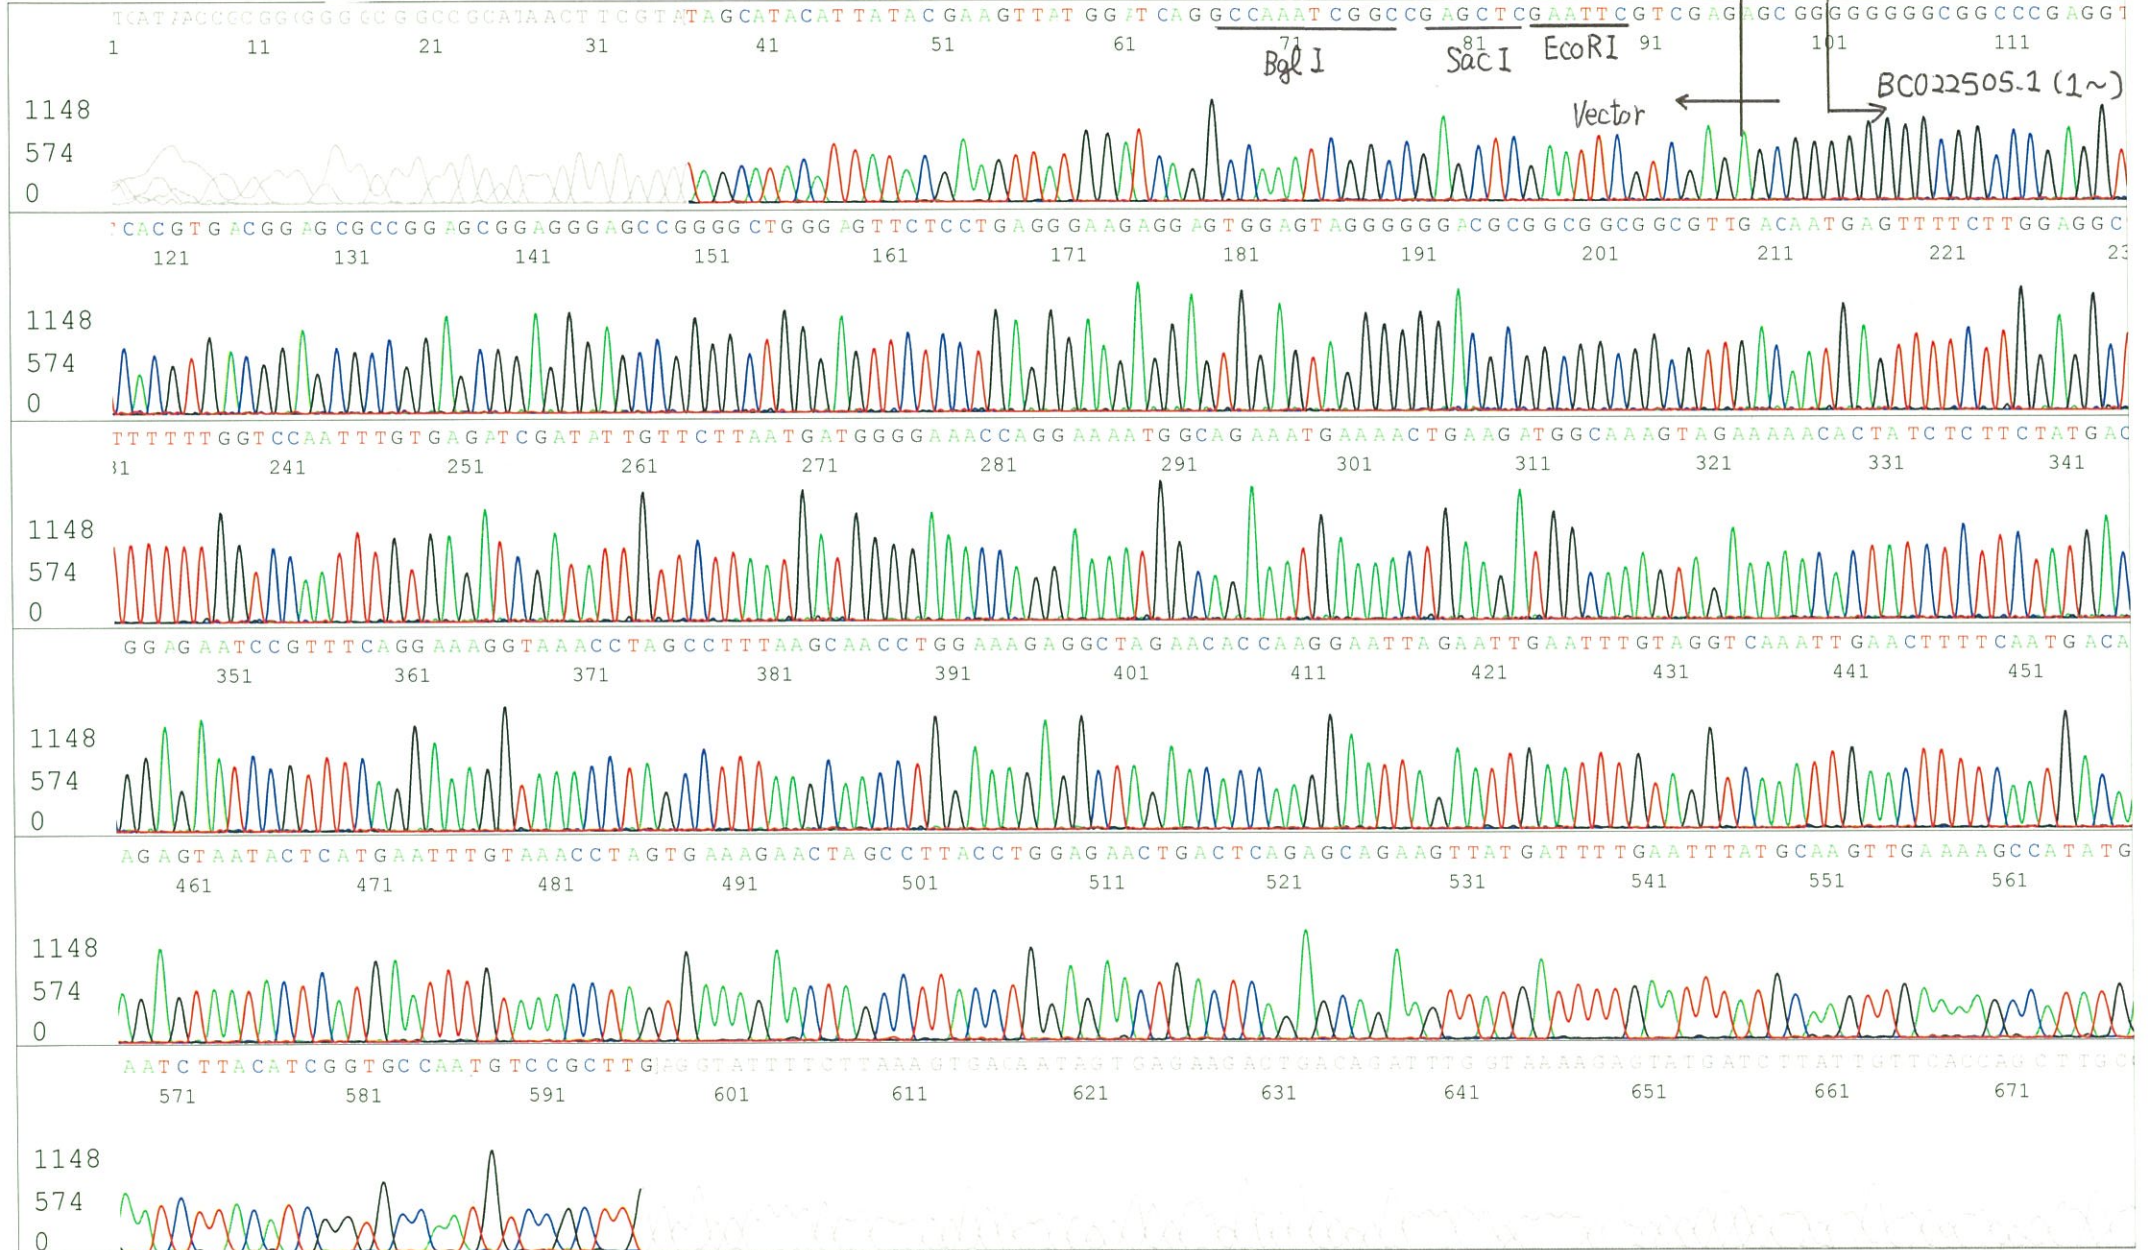 TAGCATACATTATACGAAGTTAT GGATCAGGCCAAATCGGCCGAGCTCGAATTCGTCGAGAGCGGGGGGGGCGGCCCGAGGT
1 11 21 31 41 51 61 71 81 91 101 111
Bgl I SacI EcoRI
BC022505.1 (1~)
Vector
1148
574
0
TCACGTGACGGAGCGCCGGAGCGGAGGGAGCCGGGGCTGGGAGTTCTCCTGAGGGAAGAGGAGTGGAGTAGGGGGGACGCGGCGGCGGCGTTGACAATGAGTTTTCTTGGAGGC
121 131 141 151 161 171 181 191 201 211 221 23
1148
574
0
TTTTTTGGTCCAATTTGTGAGATCGATATTGTTCTTAATGATGGGGAAACCAGGAAAATGGCAGAAATGAAAACTGAAGATGGCAAAGTAGAAAAACACTATCTCTTCTATGAC
31 241 251 261 271 281 291 301 311 321 331 341
1148
574
0
GGAGAATCCGTTTCAGGAAAGGTAAACCTAGCCTTTAAGCAACCTGGAAAGAGGCTAGAACACCAAGGAATTAGAATTGAATTTGTAGGTCAAATTGAACTTTTCAATGACA
351 361 371 381 391 401 411 421 431 441 451
1148
574
0
AGAGTAATACTCATGAATTTGTAAACCTAGTGAAAGAACTAGCCTTACCTGGAGAACTGACTCAGAGCAGAAGTTATGATTTTGAATTTATGCAAGTTGAAAAGCCATATG
461 471 481 491 501 511 521 531 541 551 561
1148
574
0
AATCTTACATCGGTGCCAATGTCCGCTTG
571 581 591 601 611 621 631 641 651 661 671
1148
574
0